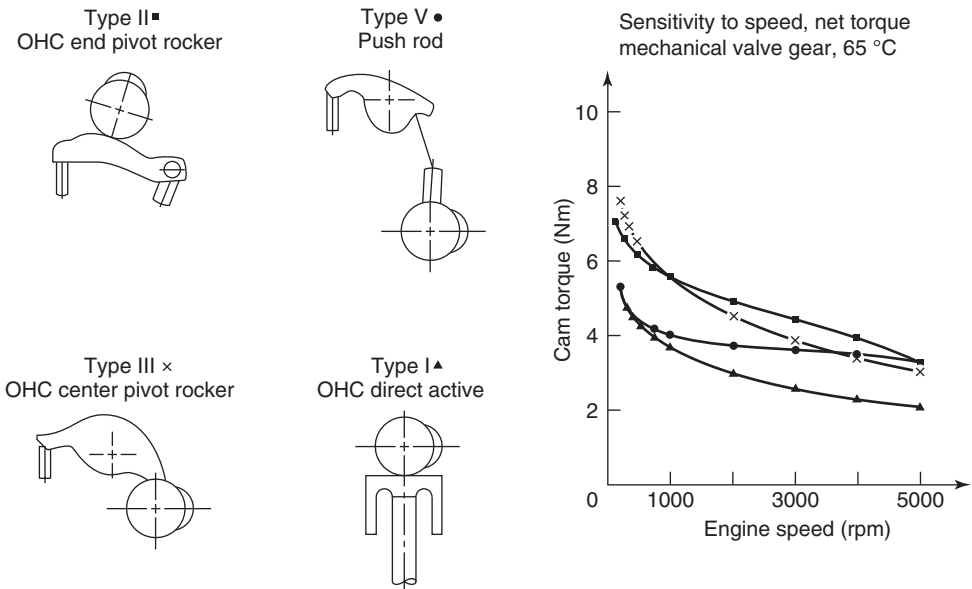 Type II ■
OHC end pivot rocker
Type V ●
Push rod
Type III ×
OHC center pivot rocker
Type I ▲
OHC direct active
Sensitivity to speed, net torque
mechanical valve gear, 65 °C
Cam torque (Nm)
10
8
6
4
2
0
1000
3000
5000
Engine speed (rpm)